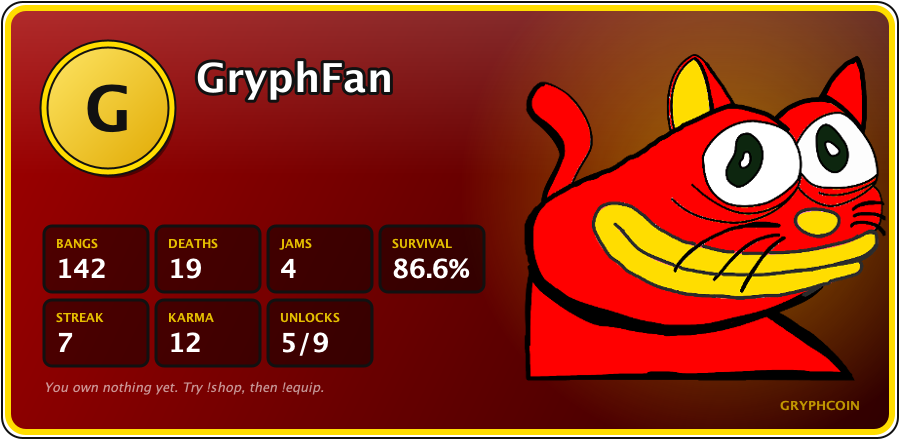 G
GryphFan
BANGS
142
DEATHS
19
JAMS
4
SURVIVAL
86.6%
STREAK
7
KARMA
12
UNLOCKS
5/9
You own nothing yet. Try !shop, then !equip.
GRYPHCOIN